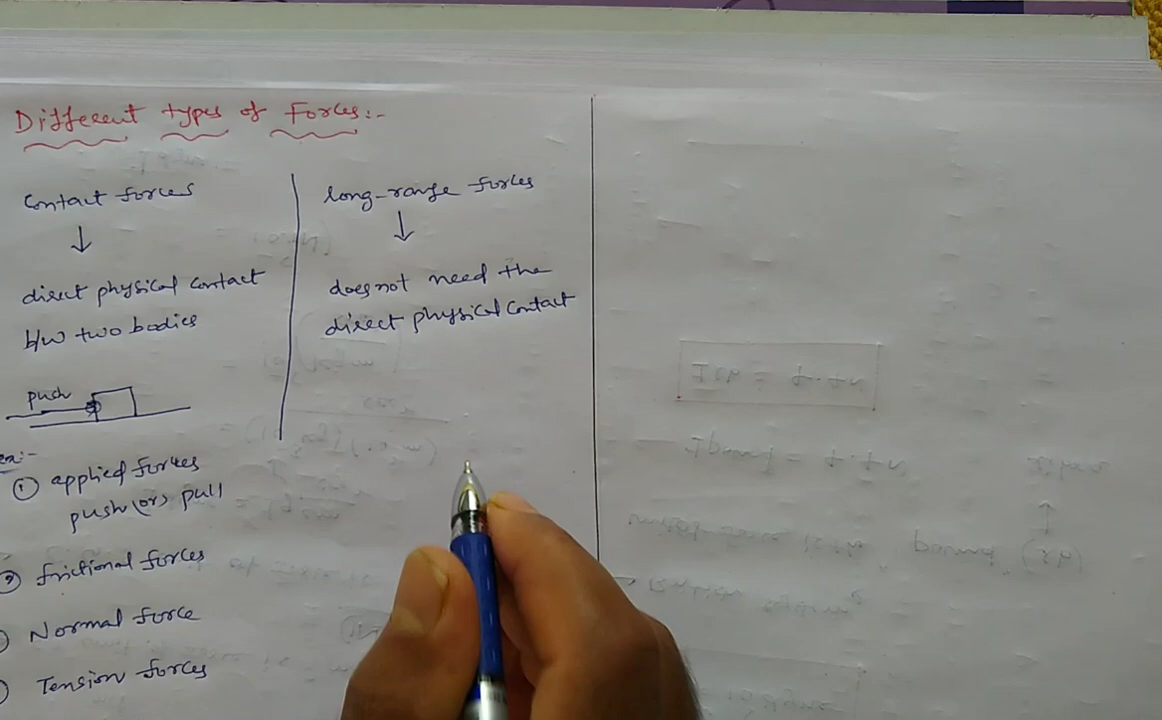 Different types of Forces:-
Contact forces
↓
direct physical contact
b/w two bodies
push
ex:-
① applied forces
push (or) pull
② frictional forces
Normal force
Tension forces
long-range forces
↓
does not need the
direct physical contact